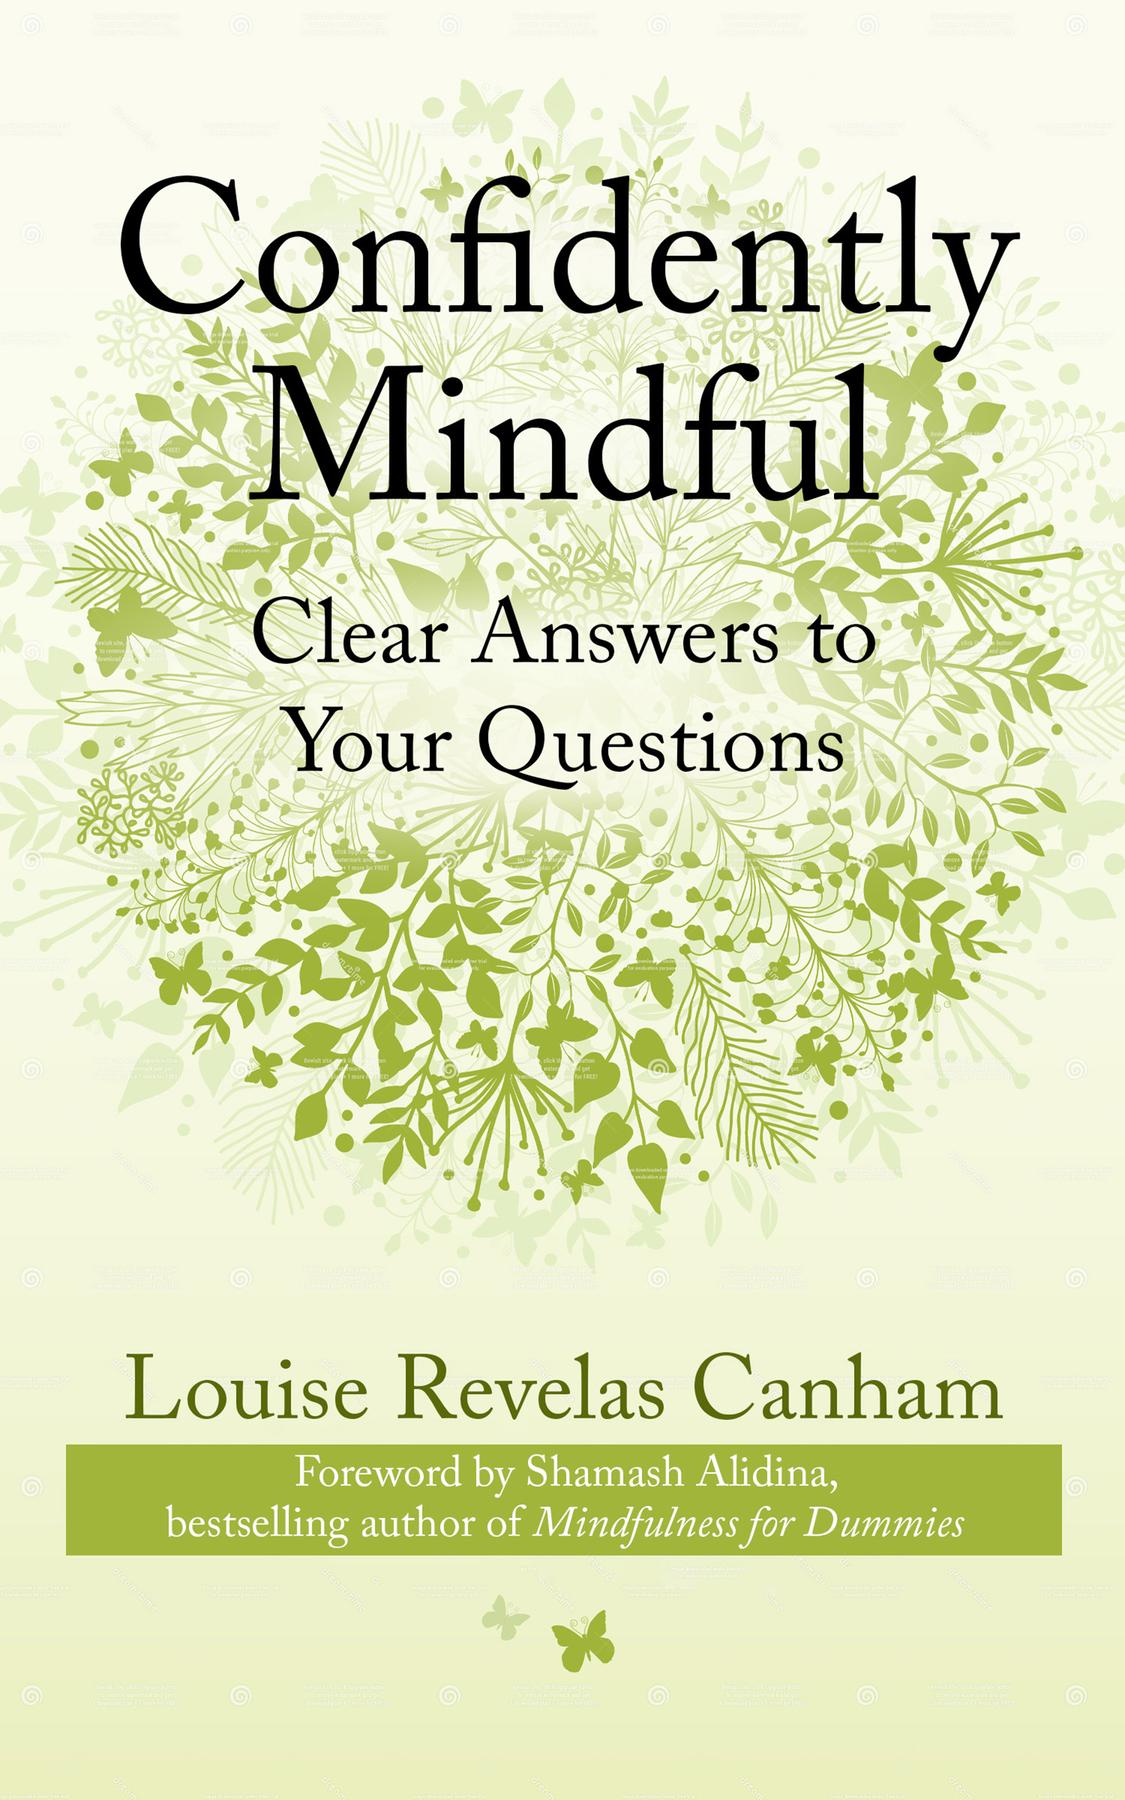 Confidently
Mindful
Clear Answers to
Your Questions
Louise Revelas Canham
Foreword by Shamash Alidina,
bestselling author of Mindfulness for Dummies